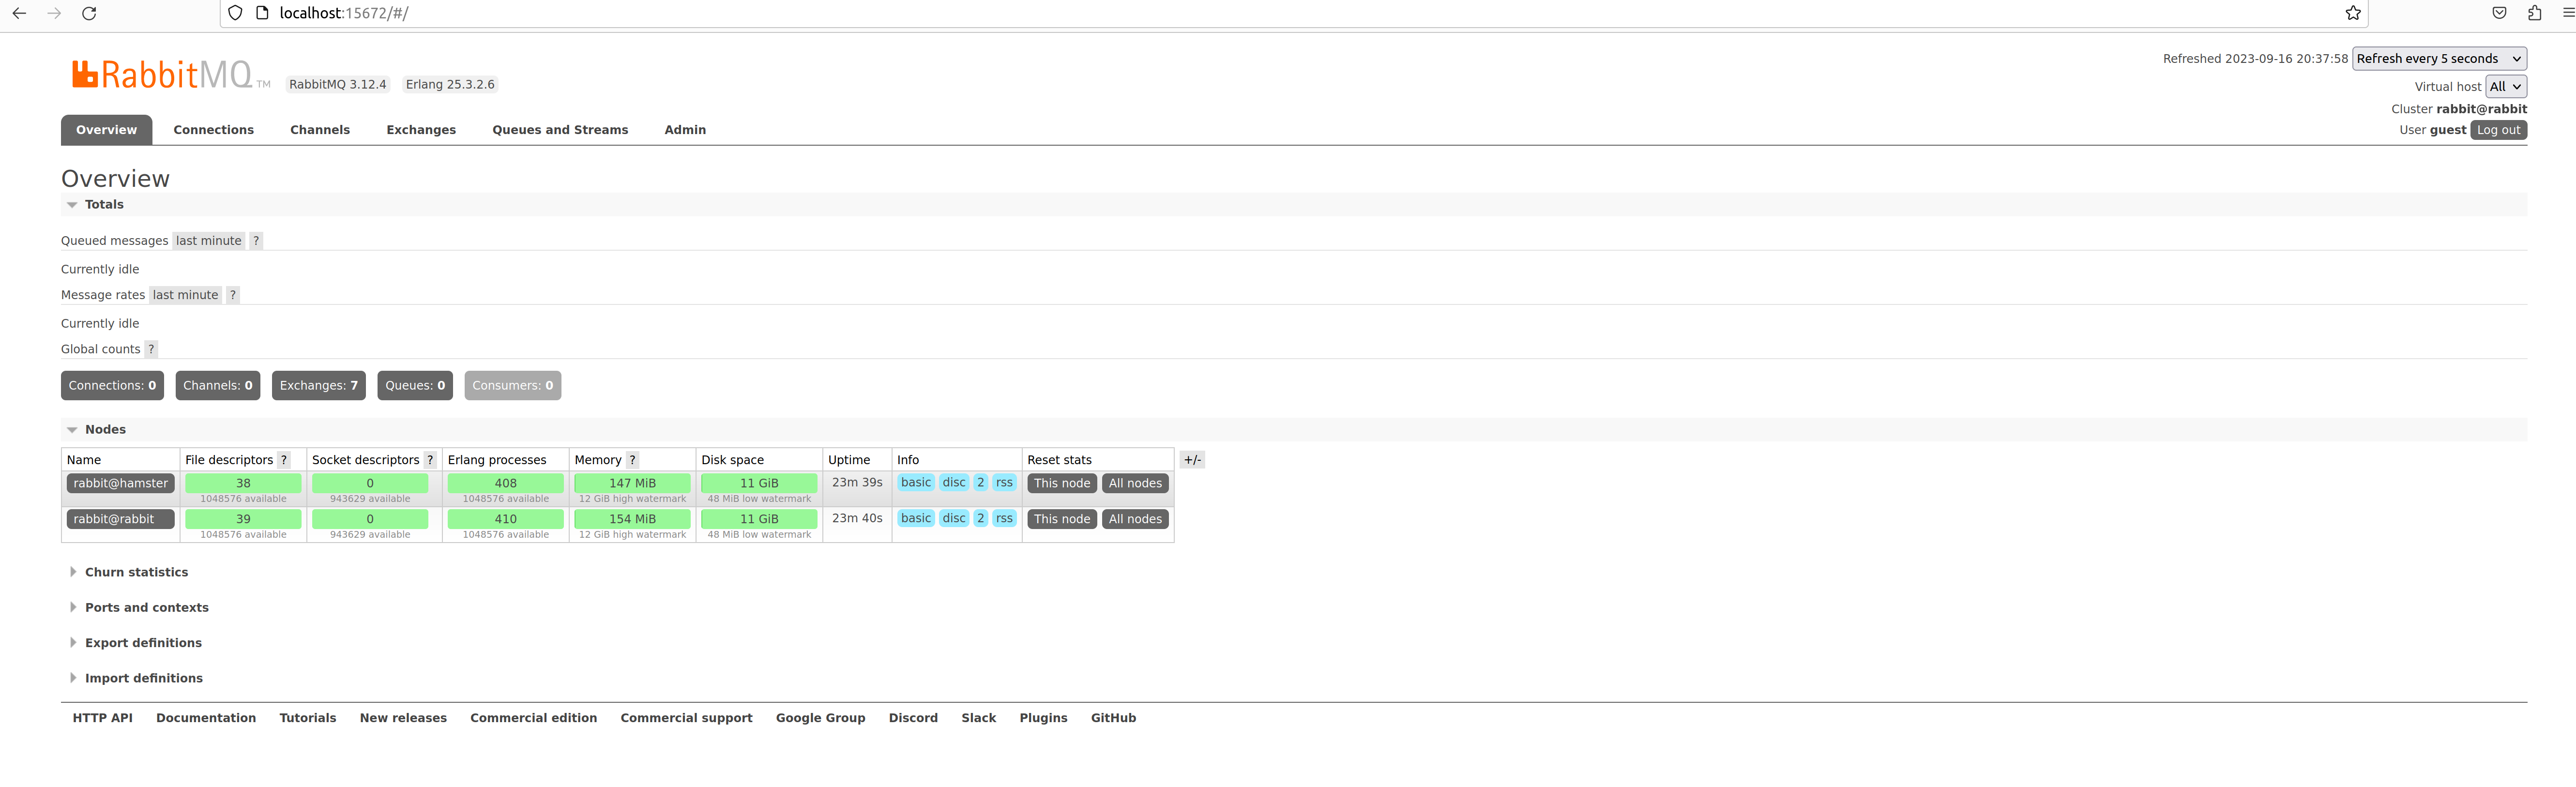 localhost:15672/#/
RabbitMQ TM RabbitMQ 3.12.4 Erlang 25.3.2.6
Refreshed 2023-09-16 20:37:58 Refresh every 5 seconds
Virtual host All
Cluster rabbit@rabbit
User guest Log out
Overview Connections Channels Exchanges Queues and Streams Admin
Overview
Totals
Queued messages last minute ?
Currently idle
Message rates last minute ?
Currently idle
Global counts ?
Connections: 0 Channels: 0 Exchanges: 7 Queues: 0 Consumers: 0
Nodes
Name File descriptors ? Socket descriptors ? Erlang processes Memory ? Disk space Uptime Info Reset stats +/-
rabbit@hamster 38 0 408 147 MiB 11 GiB 23m 39s basic disc 2 rss This node All nodes
1048576 available 943629 available 1048576 available 12 GiB high watermark 48 MiB low watermark
rabbit@rabbit 39 0 410 154 MiB 11 GiB 23m 40s basic disc 2 rss This node All nodes
1048576 available 943629 available 1048576 available 12 GiB high watermark 48 MiB low watermark
Churn statistics
Ports and contexts
Export definitions
Import definitions
HTTP API Documentation Tutorials New releases Commercial edition Commercial support Google Group Discord Slack Plugins GitHub